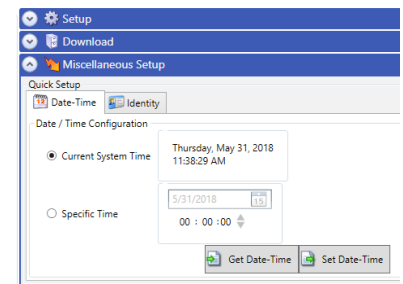 Setup
Download
Miscellaneous Setup
Quick Setup
Date-Time Identity
Date / Time Configuration
Current System Time
Thursday, May 31, 2018
11:38:29 AM
5/31/2018 15
Specific Time
00 : 00 :00
Get Date-Time Set Date-Time